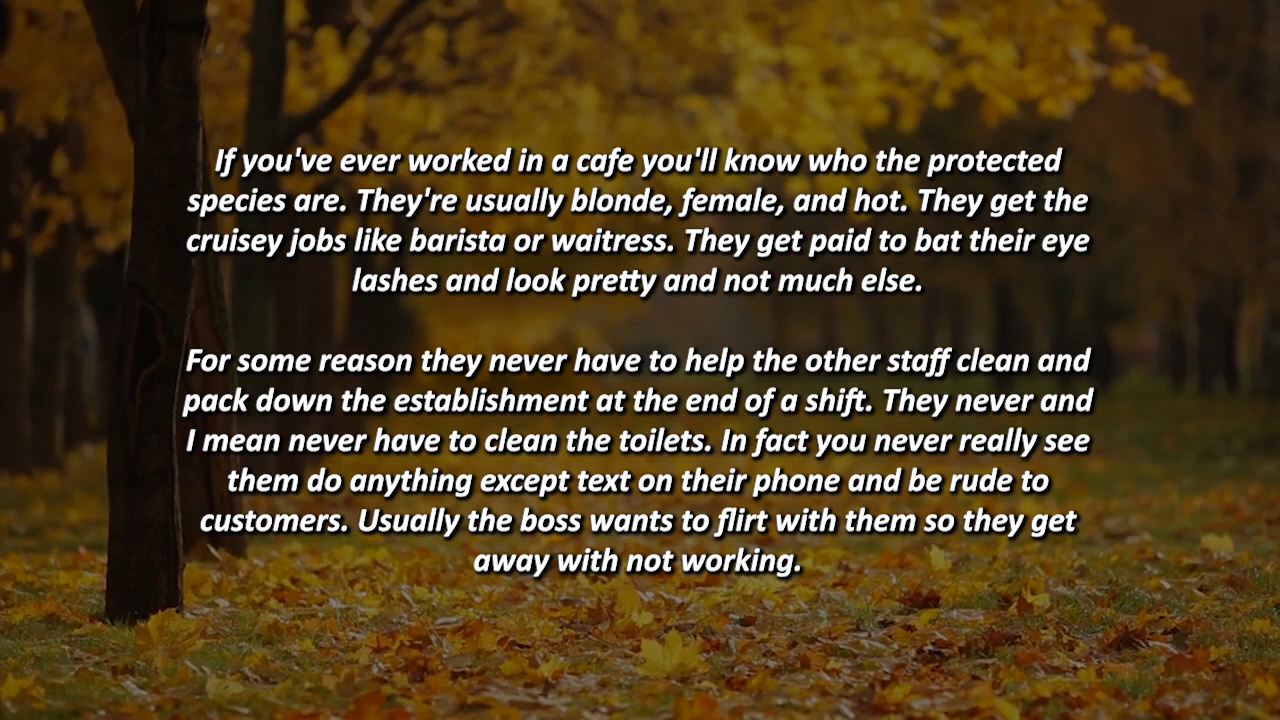 If you've ever worked in a cafe you'll know who the protected
species are. They're usually blonde, female, and hot. They get the
cruisey jobs like barista or waitress. They get paid to bat their eye
lashes and look pretty and not much else.
For some reason they never have to help the other staff clean and
pack down the establishment at the end of a shift. They never and
I mean never have to clean the toilets. In fact you never really see
them do anything except text on their phone and be rude to
customers. Usually the boss wants to flirt with them so they get
away with not working.